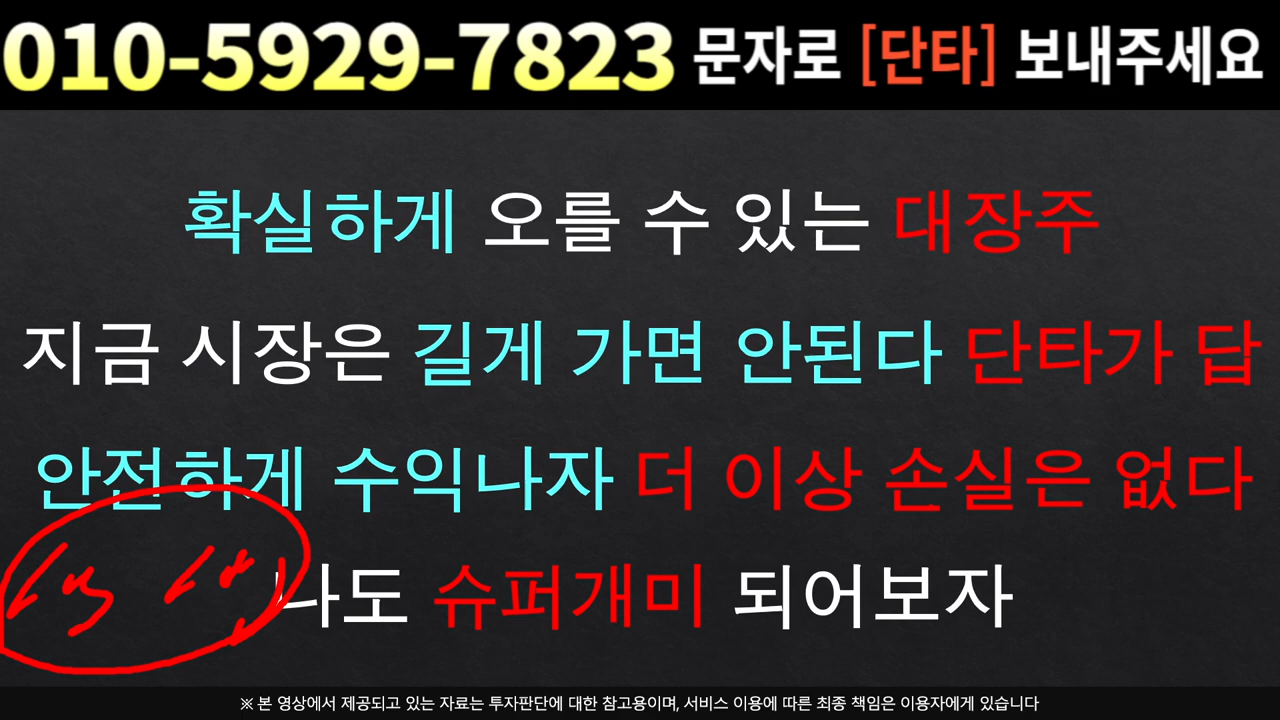 010-5929-7823 문자로 [단타] 보내주세요
확실하게 오를 수 있는 대장주
지금 시장은 길게 가면 안된다 단타가 답
안전하게 수익나자 더 이상 손실은 없다
나도 슈퍼개미 되어보자
※ 본 영상에서 제공되고 있는 자료는 투자판단에 대한 참고용이며, 서비스 이용에 따른 최종 책임은 이용자에게 있습니다